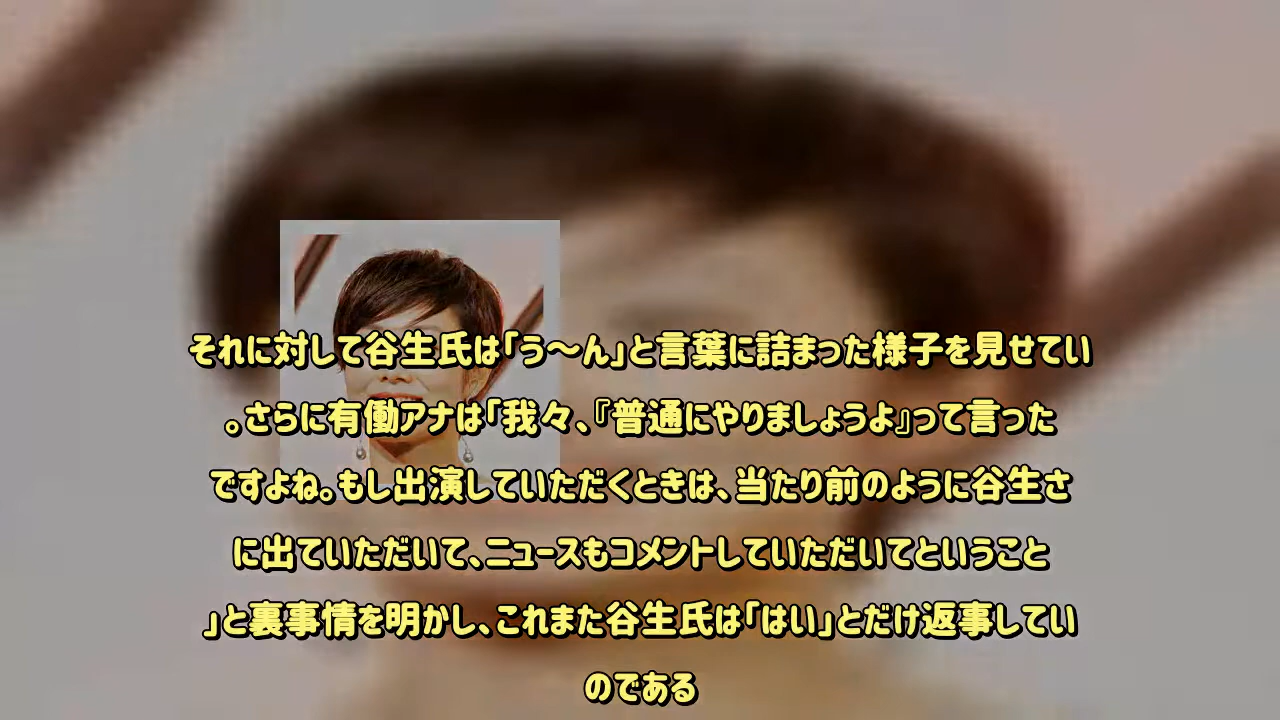 それに対して谷生氏は「う〜ん」と言葉に詰まった様子を見せてい
。さらに有働アナは「我々、『普通にやりましょうよ』って言った
ですよね。もし出演していただくときは、当たり前のように谷生さ
に出ていただいて、ニュースもコメントしていただいてということ
」と裏事情を明かし、これまた谷生氏は「はい」とだけ返事してい
のである